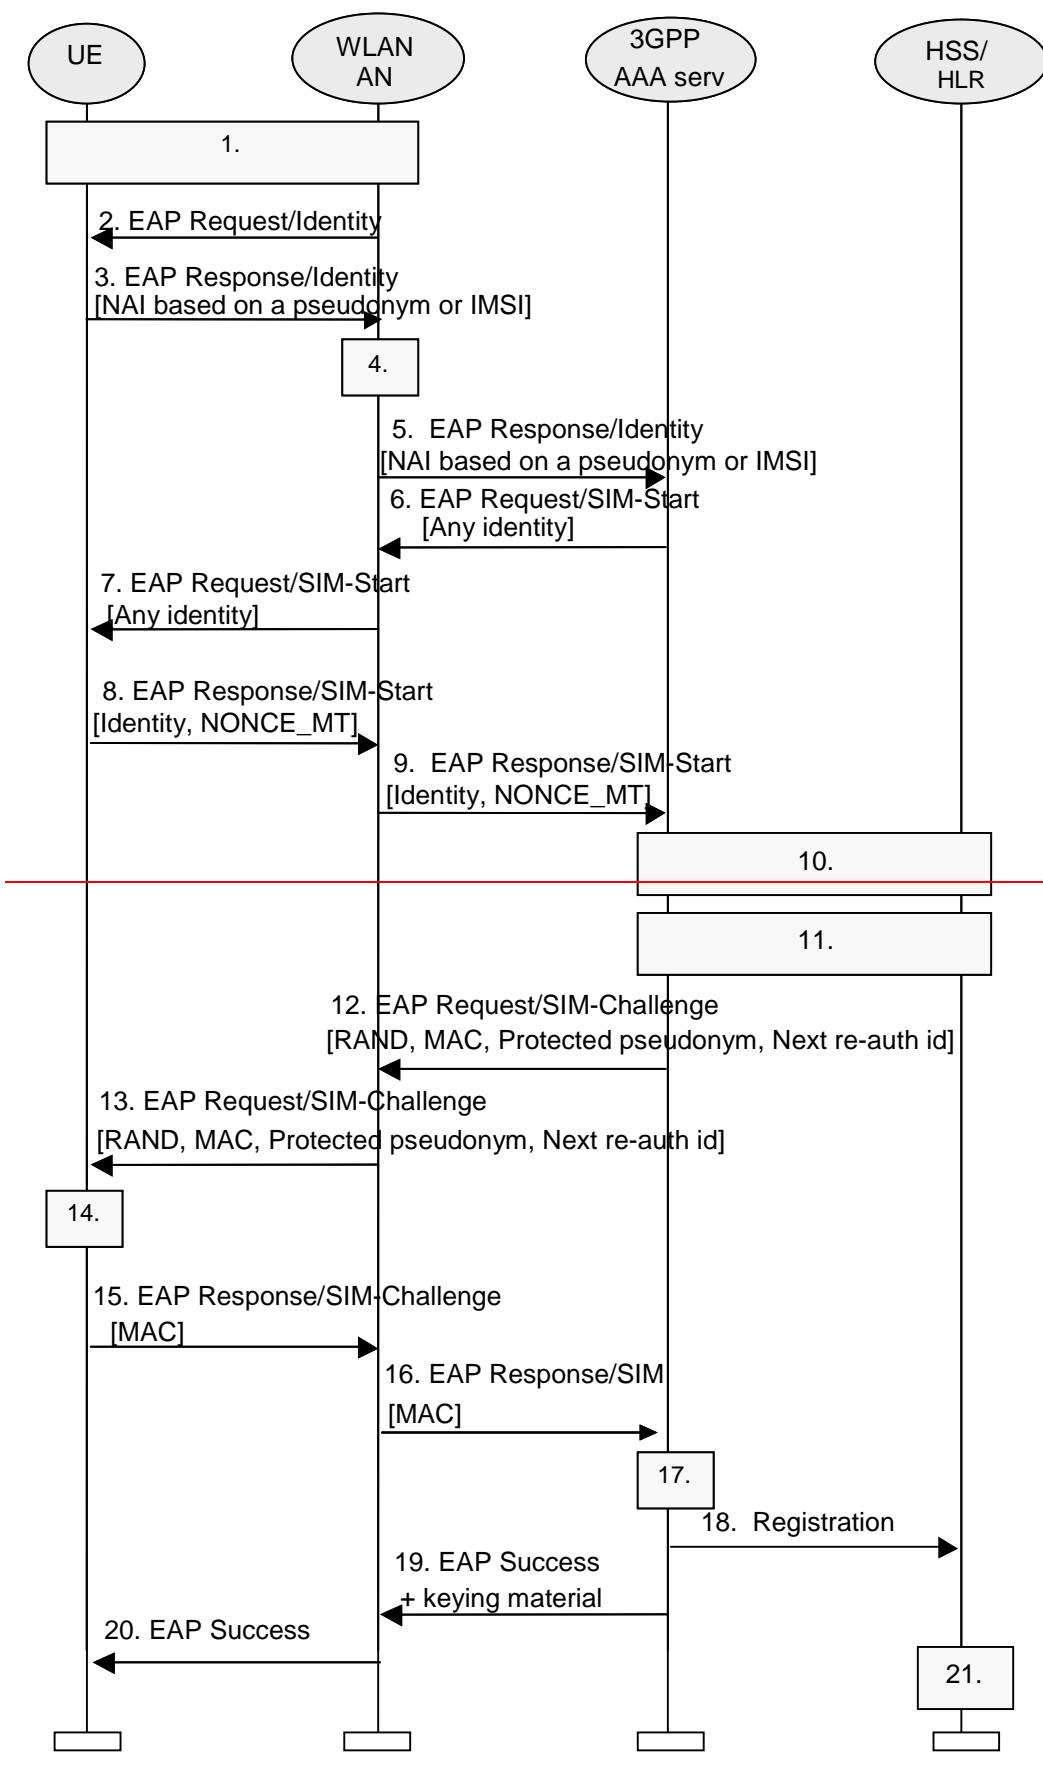 UE
WLAN
AN
3GPP
AAA serv
HSS/
HLR
1.
2. EAP Request/Identity
3. EAP Response/Identity
[NAI based on a pseudonym or IMSI]
4.
5.  EAP Response/Identity
[NAI based on a pseudonym or IMSI]
6. EAP Request/SIM-Start
[Any identity]
7. EAP Request/SIM-Start
[Any identity]
8. EAP Response/SIM-Start
[Identity, NONCE_MT]
9.  EAP Response/SIM-Start
[Identity, NONCE_MT]
10.
11.
12. EAP Request/SIM-Challenge
[RAND, MAC, Protected pseudonym, Next re-auth id]
13. EAP Request/SIM-Challenge
[RAND, MAC, Protected pseudonym, Next re-auth id]
14.
15. EAP Response/SIM-Challenge
[MAC]
16. EAP Response/SIM
[MAC]
17.
18.  Registration
19. EAP Success
+ keying material
20. EAP Success
21.